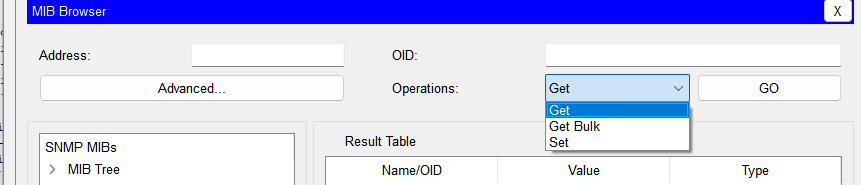 MIB Browser X
Address: OID:
Advanced... Operations: Get GO
Get
Get Bulk
Set
SNMP MIBs Result Table
MIB Tree Name/OID Value Type